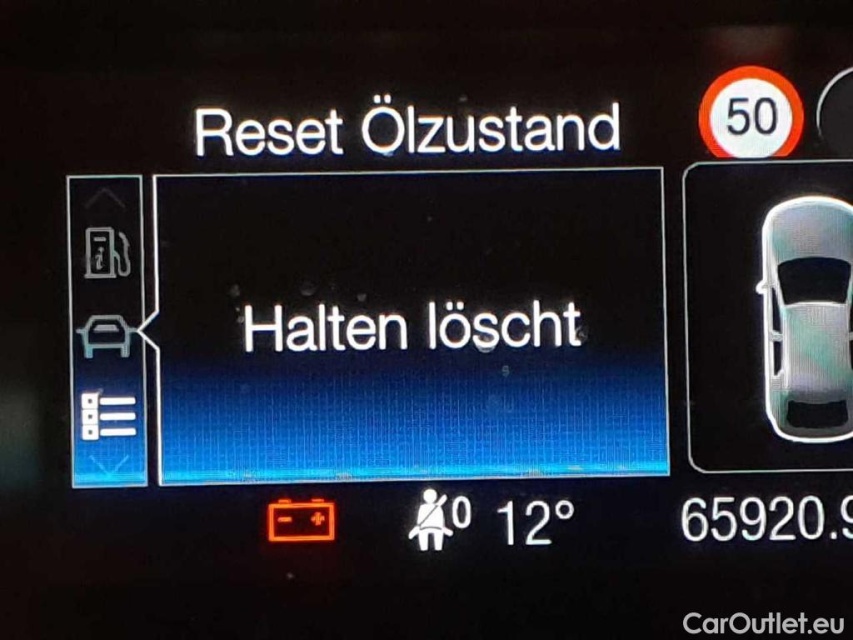 Reset Ölzustand
50
Halten löscht
0 12°
65920.9
CarOutlet.eu